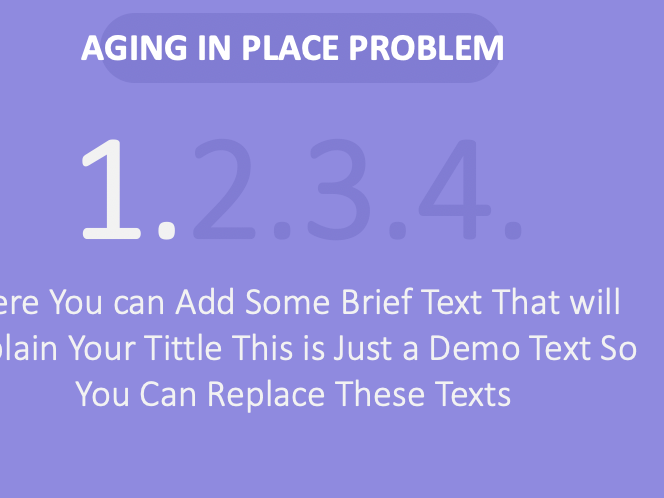 AGING IN PLACE PROBLEM
1.2.3.4.
ere You can Add Some Brief Text That will
plain Your Tittle This is Just a Demo Text So
You Can Replace These Texts